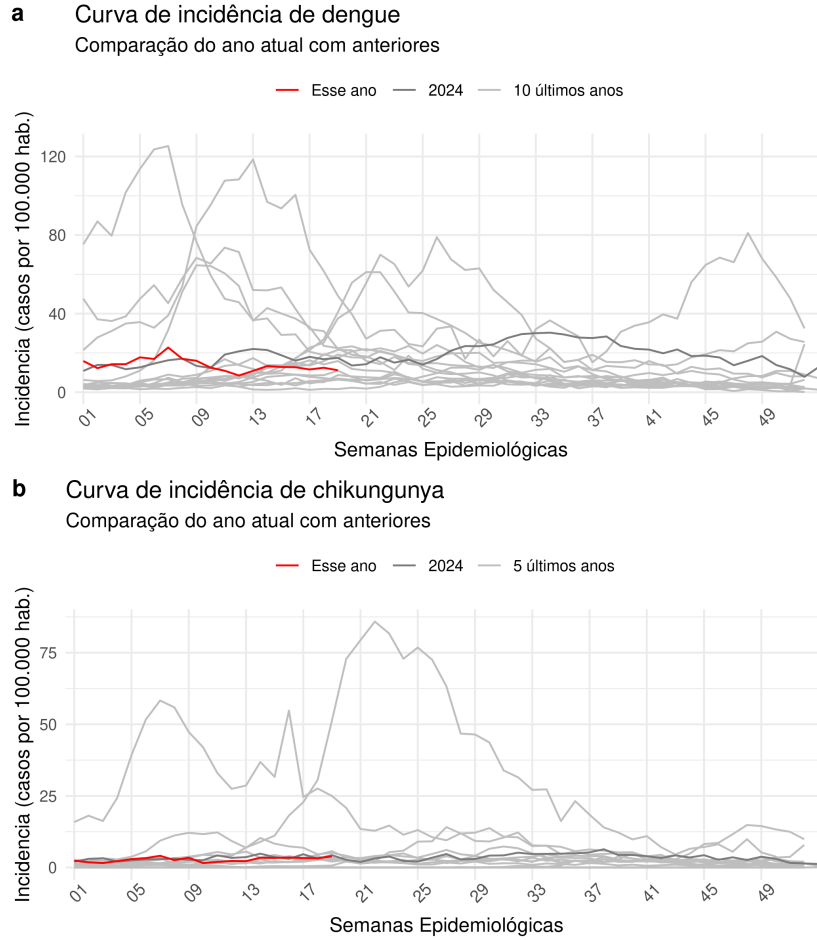 a
Curva de incidência de dengue
Comparação do ano atual com anteriores
Esse ano 2024 10 últimos anos
Incidencia (casos por 100.000 hab.)
120
80
40
0
01 05 09 13 17 21 25 29 33 37 41 45 49
Semanas Epidemiológicas
b
Curva de incidência de chikungunya
Comparação do ano atual com anteriores
Esse ano 2024 5 últimos anos
Incidência (casos por 100.000 hab.)
75
50
25
0
01 05 09 13 17 21 25 29 33 37 41 45 49
Semanas Epidemiológicas